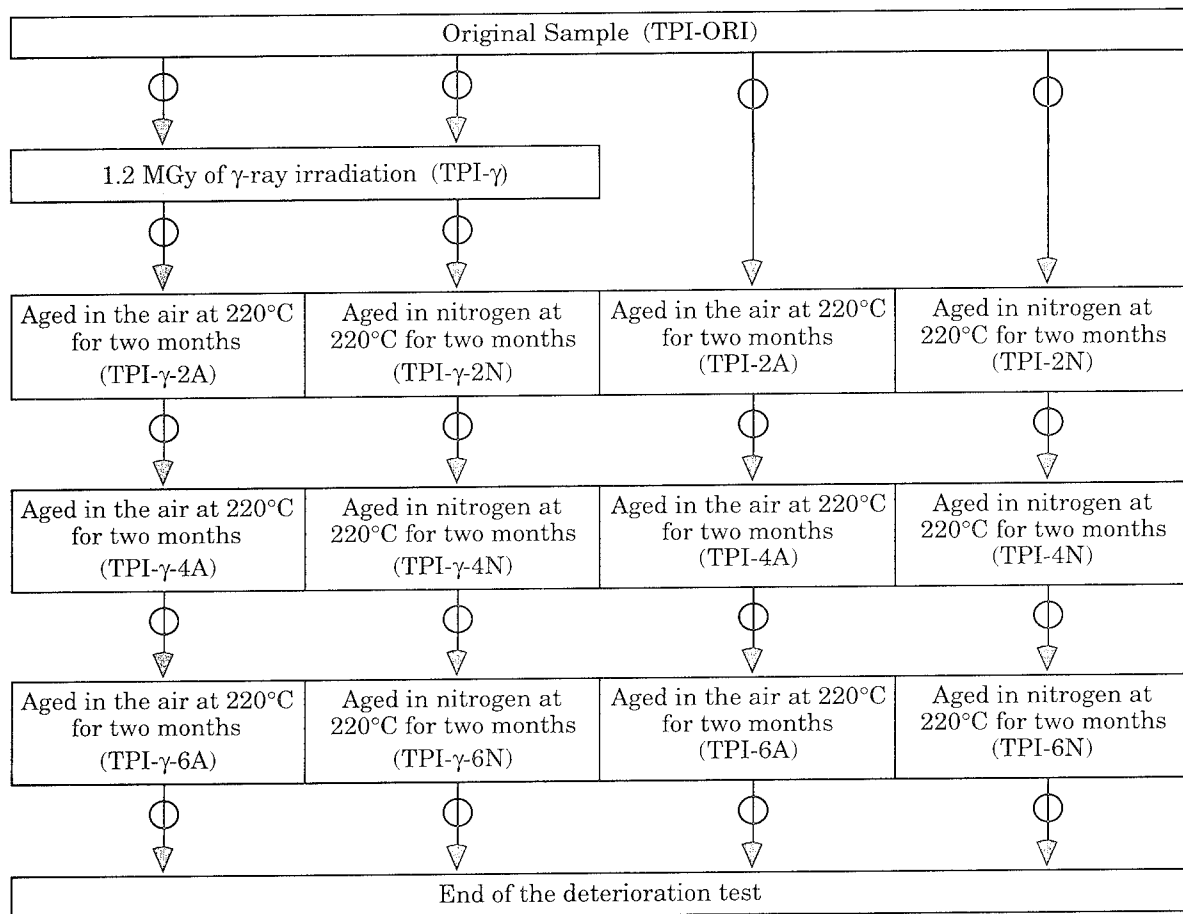 Original Sample (TPI-ORI)
1.2 MGy of γ-ray irradiation (TPI-γ)
Aged in the air at 220°C
for two months
(TPI-γ-2A)
Aged in nitrogen at
220°C for two months
(TPI-γ-2N)
Aged in the air at 220°C
for two months
(TPI-2A)
Aged in nitrogen at
220°C for two months
(TPI-2N)
Aged in the air at 220°C
for two months
(TPI-γ-4A)
Aged in nitrogen at
220°C for two months
(TPI-γ-4N)
Aged in the air at 220°C
for two months
(TPI-4A)
Aged in nitrogen at
220°C for two months
(TPI-4N)
Aged in the air at 220°C
for two months
(TPI-γ-6A)
Aged in nitrogen at
220°C for two months
(TPI-γ-6N)
Aged in the air at 220°C
for two months
(TPI-6A)
Aged in nitrogen at
220°C for two months
(TPI-6N)
End of the deterioration test